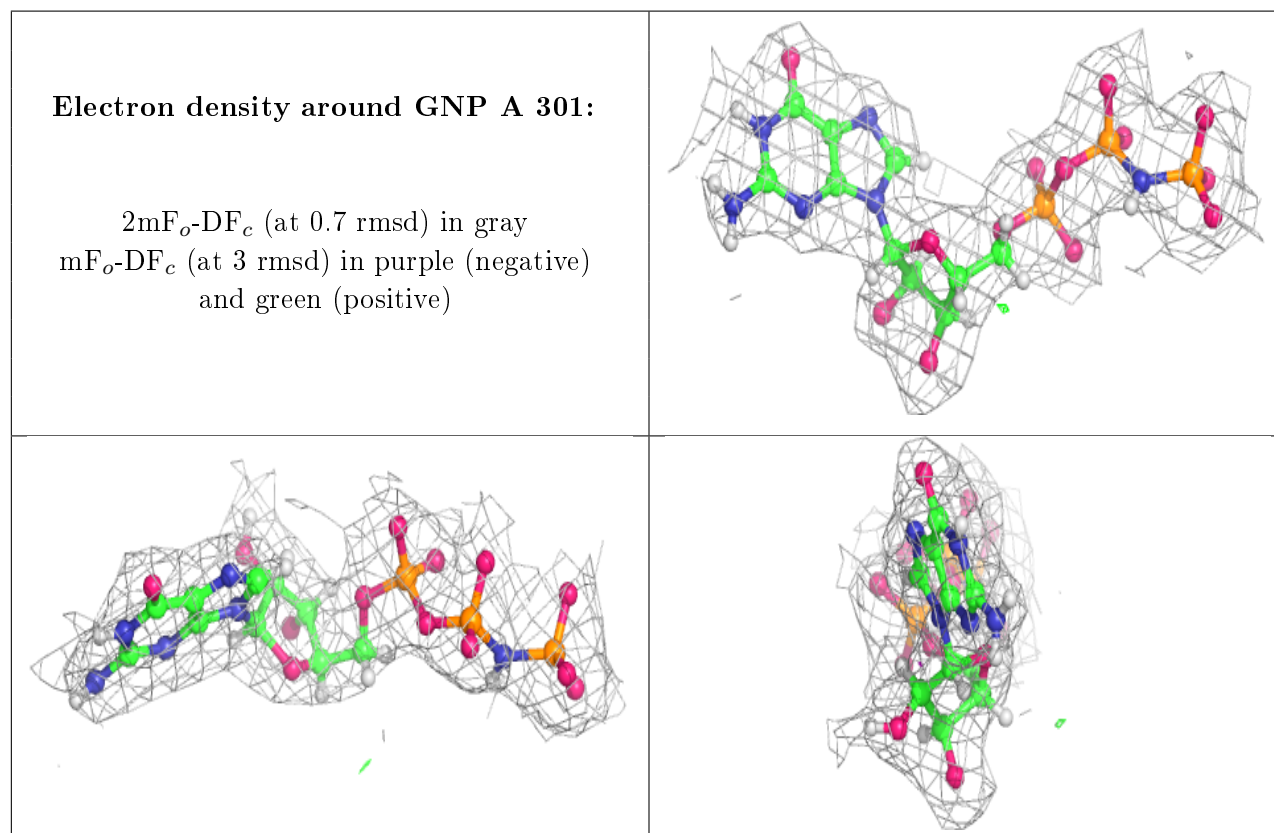 Electron density around GNP A 301:
2mFₒ-DF𝒸 (at 0.7 rmsd) in gray
mFₒ-DF𝒸 (at 3 rmsd) in purple (negative)
and green (positive)